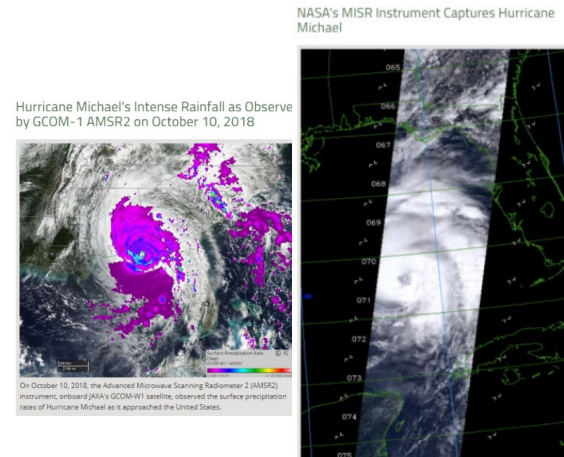 NASA's MISR Instrument Captures Hurricane
Michael
Hurricane Michael's Intense Rainfall as Observe
by GCOM-1 AMSR2 on October 10, 2018
Surface Precipitation Rate
(Day)
On October 10, 2018, the Advanced Microwave Scanning Radiometer 2 (AMSR2)
instrument, onboard JAXA's GCOM-W1 satellite, observed the surface precipitation
rates of Hurricane Michael as it approached the United States.
065
066
067
068
069
070
071
072
073
074
075